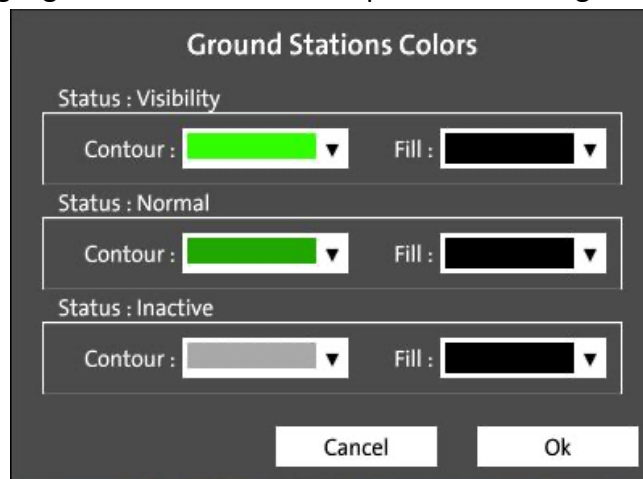 Ground Stations Colors
Status : Visibility
Contour : Fill :
Status : Normal
Contour : Fill :
Status : Inactive
Contour : Fill :
Cancel Ok